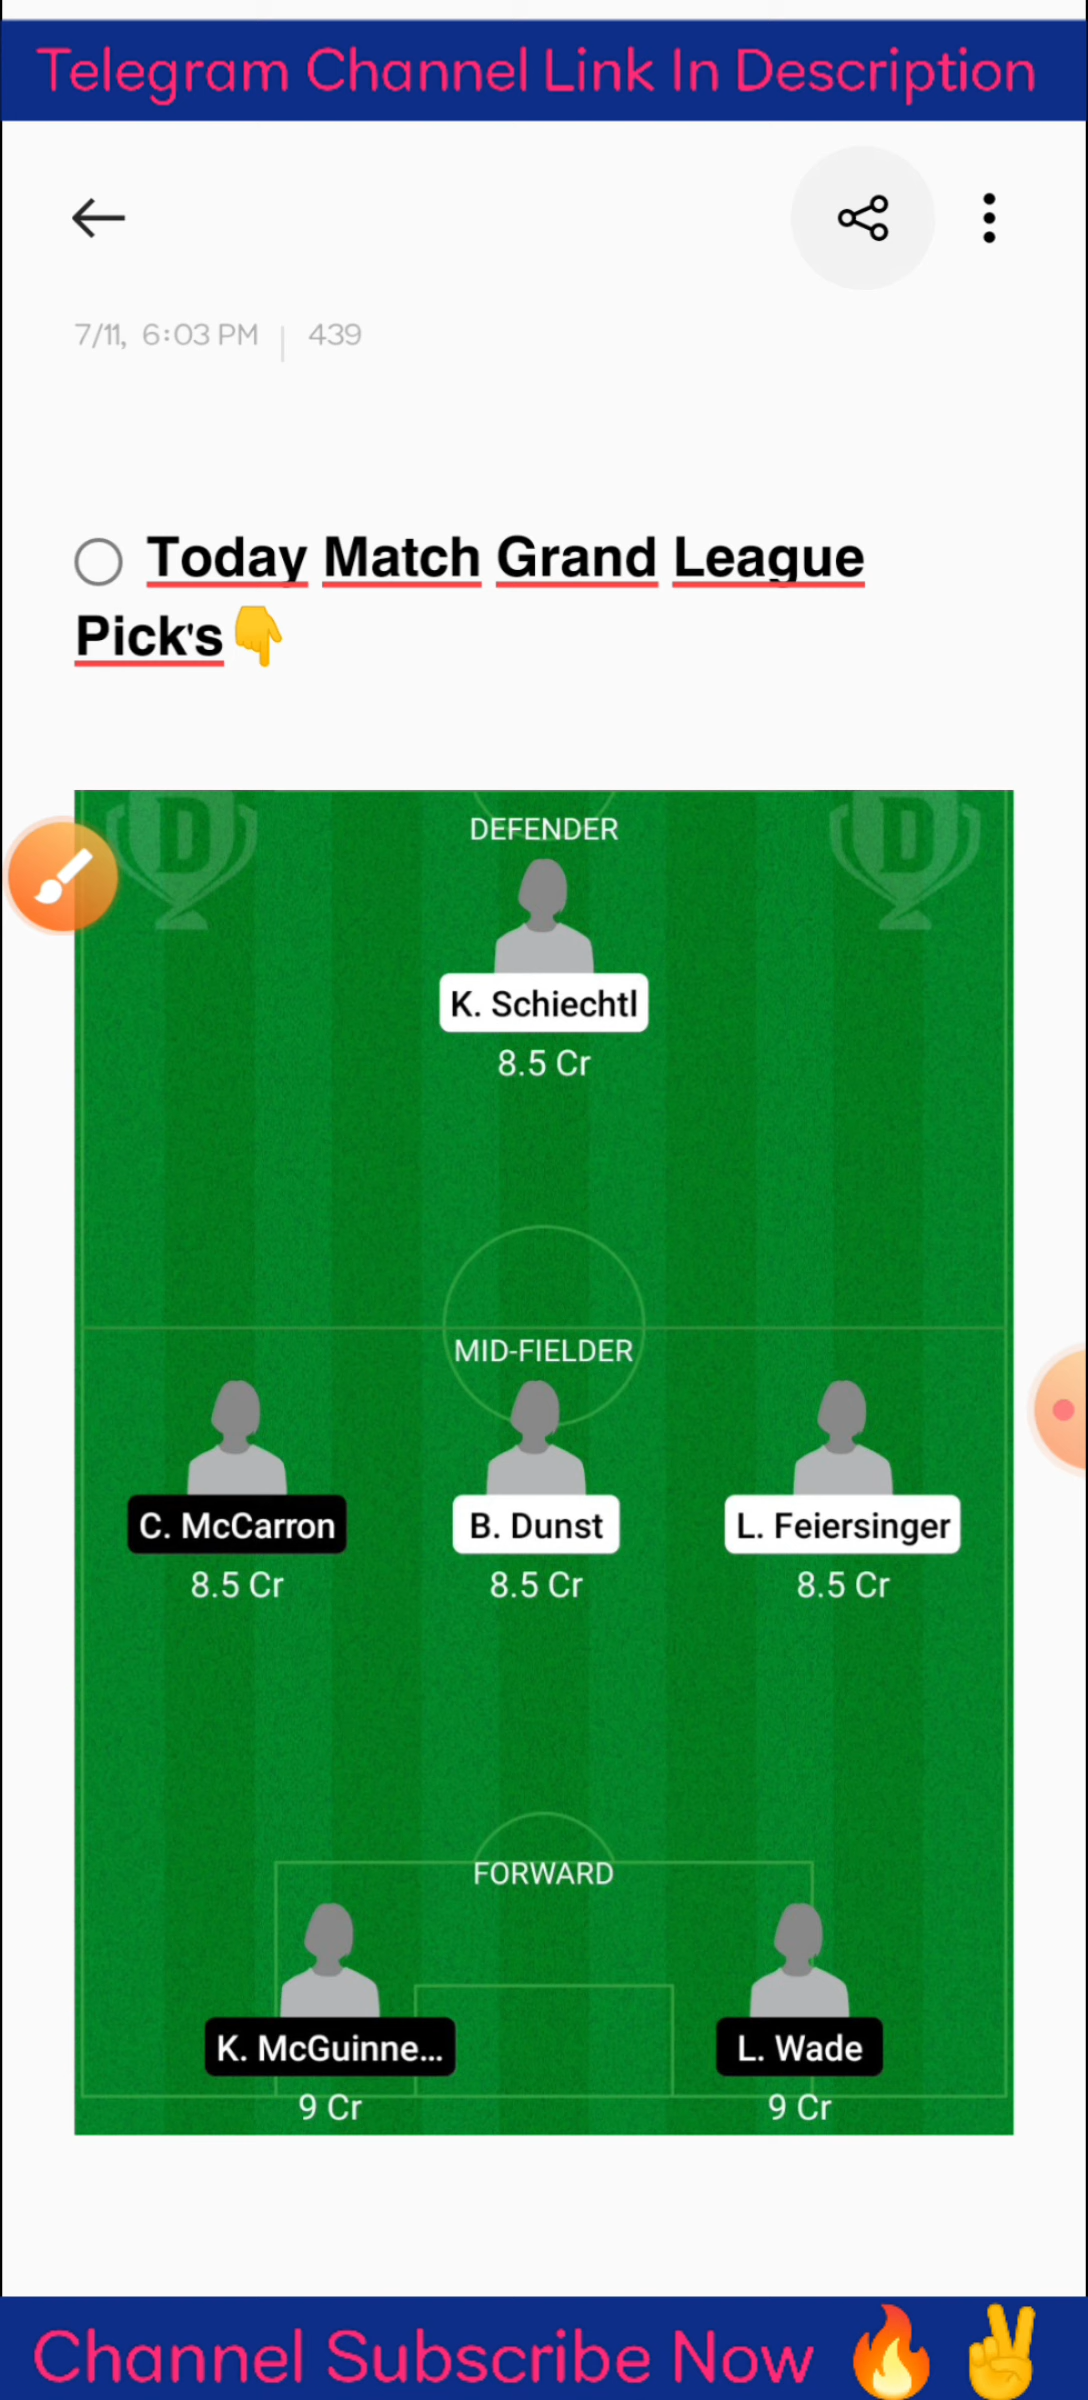 Telegram Channel Link In Description
7/11, 6:03 PM | 439
Today Match Grand League
Pick's👇
D D
DEFENDER
K. Schiechtl
8.5 Cr
MID-FIELDER
C. McCarron B. Dunst L. Feiersinger
8.5 Cr 8.5 Cr 8.5 Cr
FORWARD
K. McGuinne... L. Wade
9 Cr 9 Cr
Channel Subscribe Now 🔥 ✌️